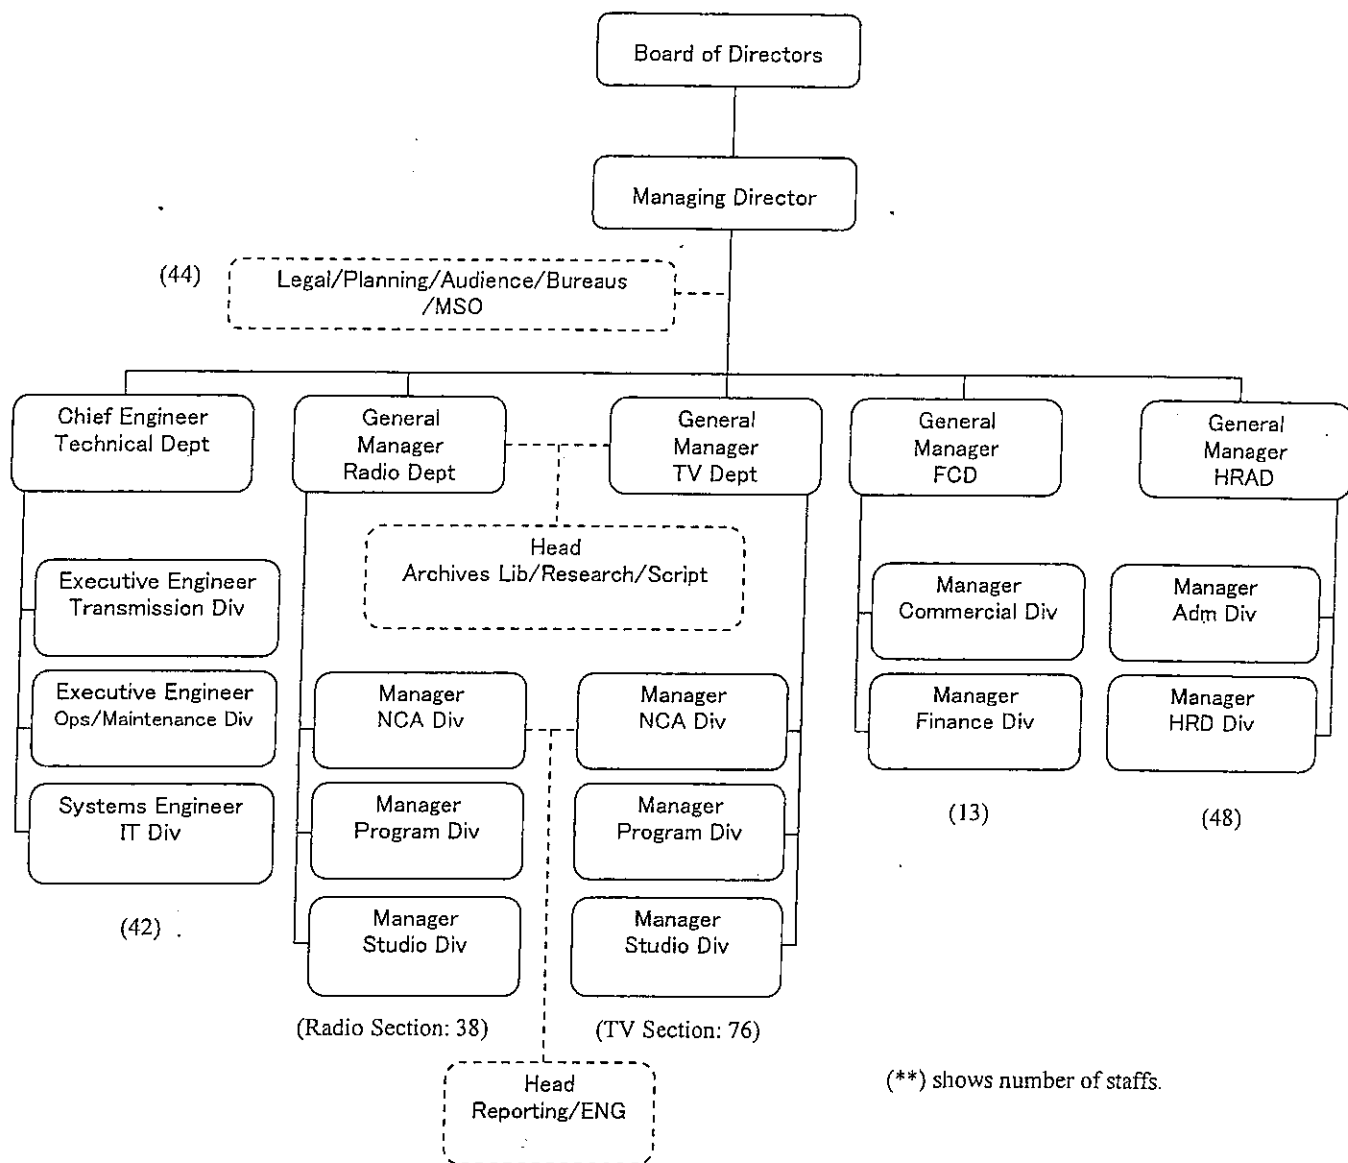 Board of Directors
Managing Director
(44)
Legal/Planning/Audience/Bureaus
/MSO
Chief Engineer
Technical Dept
General
Manager
Radio Dept
General
Manager
TV Dept
General
Manager
FCD
General
Manager
HRAD
Head
Archives Lib/Research/Script
Executive Engineer
Transmission Div
Manager
Commercial Div
Manager
Adm Div
Executive Engineer
Ops/Maintenance Div
Manager
NCA Div
Manager
NCA Div
Manager
Finance Div
Manager
HRD Div
Systems Engineer
IT Div
Manager
Program Div
Manager
Program Div
(13)
(48)
(42)
Manager
Studio Div
Manager
Studio Div
(Radio Section: 38)
(TV Section: 76)
Head
Reporting/ENG
(**) shows number of staffs.